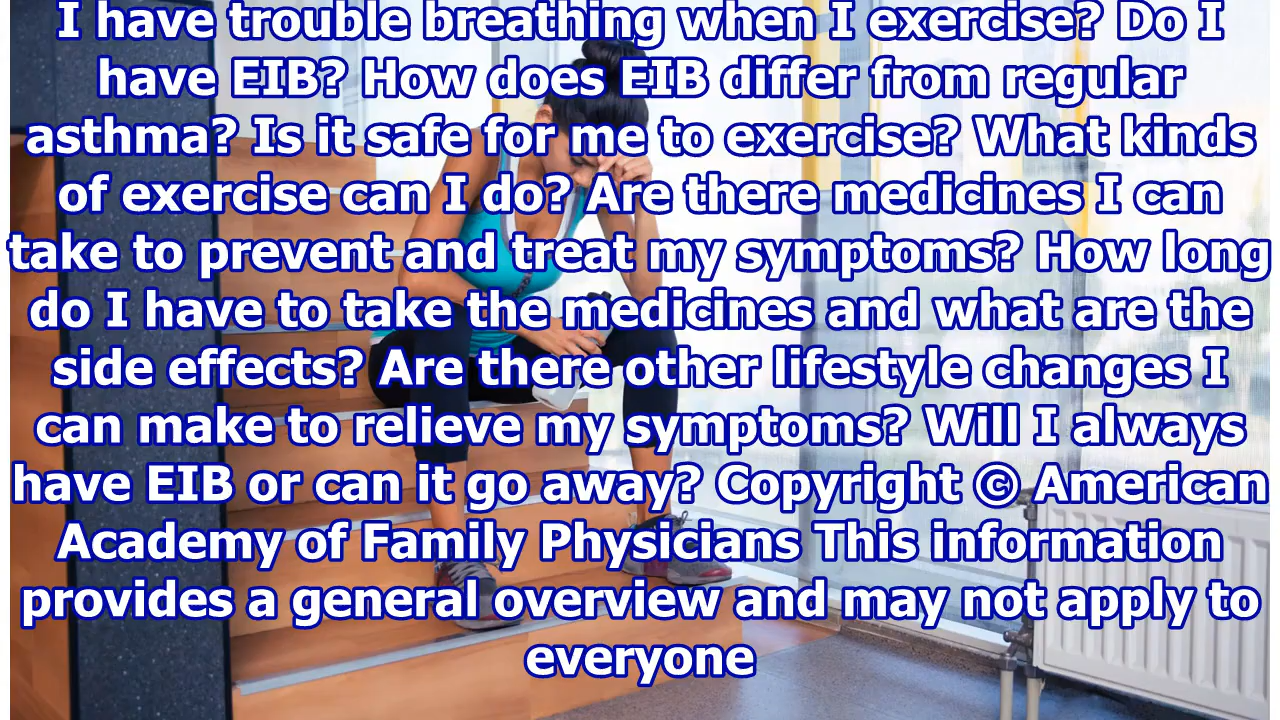 I have trouble breathing when I exercise? Do I
have EIB? How does EIB differ from regular
asthma? Is it safe for me to exercise? What kinds
of exercise can I do? Are there medicines I can
take to prevent and treat my symptoms? How long
do I have to take the medicines and what are the
side effects? Are there other lifestyle changes I
can make to relieve my symptoms? Will I always
have EIB or can it go away? Copyright © American
Academy of Family Physicians This information
provides a general overview and may not apply to
everyone